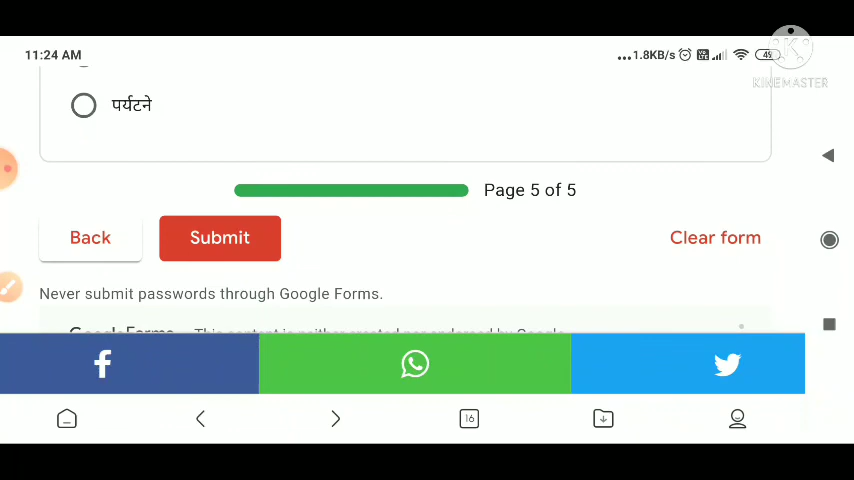 11:24 AM
...1.8KB/s
KINEMASTER
पर्यटने
Page 5 of 5
Back
Submit
Clear form
Never submit passwords through Google Forms.
16